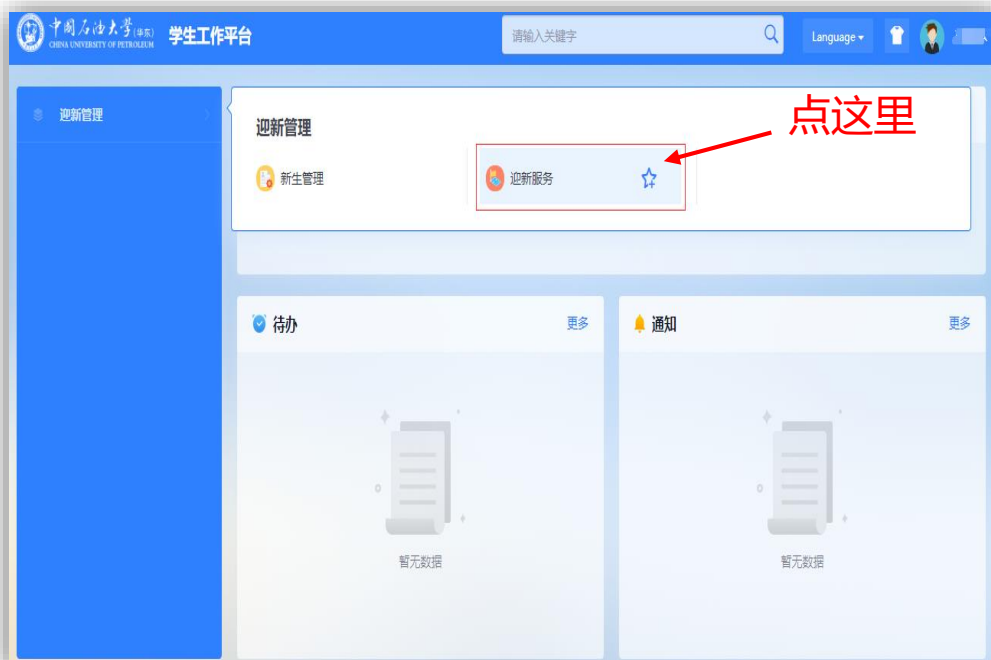 中国石油大学(华东) 学生工作平台
CHINA UNIVERSITY OF PETROLEUM
请输入关键字
Language
迎新管理
点这里
迎新管理
新生管理
迎新服务
待办
更多
通知
更多
暂无数据
暂无数据